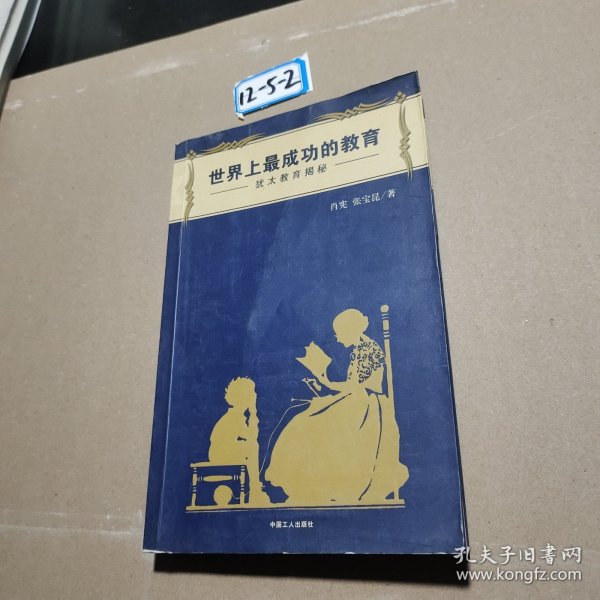 12-5-2
世界上最成功的教育
犹太教育揭秘
肖宪 张宝昆/著
中国工人出版社
孔夫子旧书网
www.kongfz.com